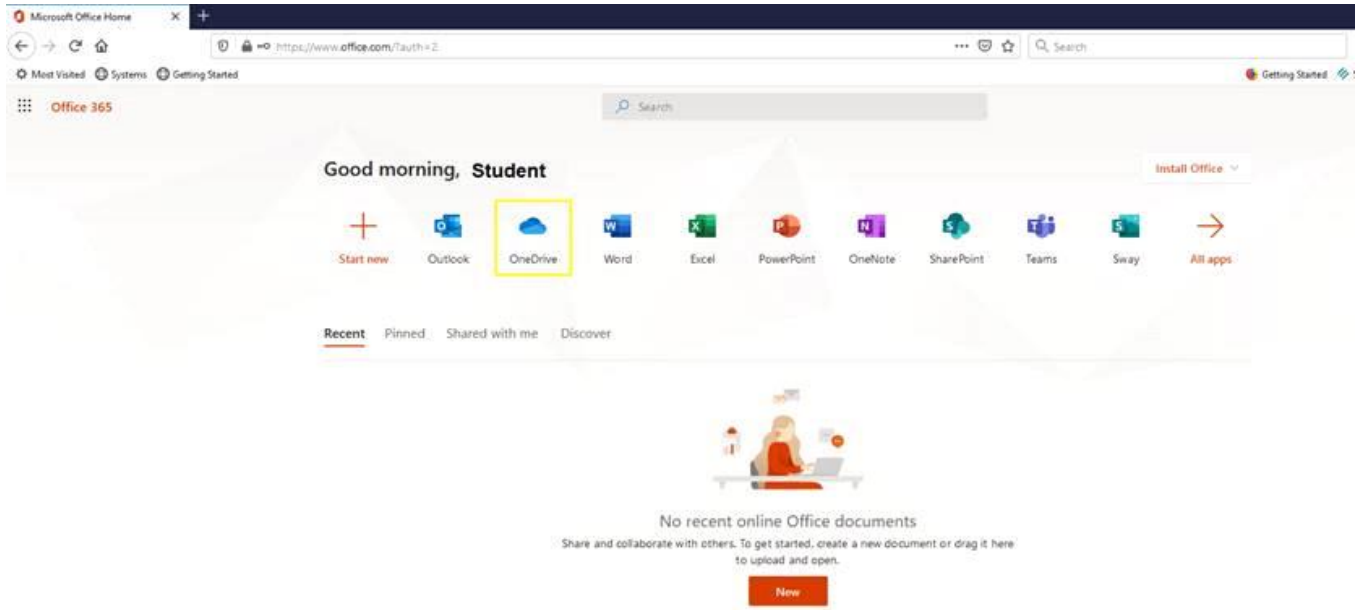 Microsoft Office Home
https://www.office.com/?auth=2
Search
Most Visited Systems Getting Started
Getting Started
Office 365
Search
Good morning, Student
Install Office
Start new Outlook OneDrive Word Excel PowerPoint OneNote SharePoint Teams Sway All apps
Recent Pinned Shared with me Discover
No recent online Office documents
Share and collaborate with others. To get started, create a new document or drag it here
to upload and open.
New